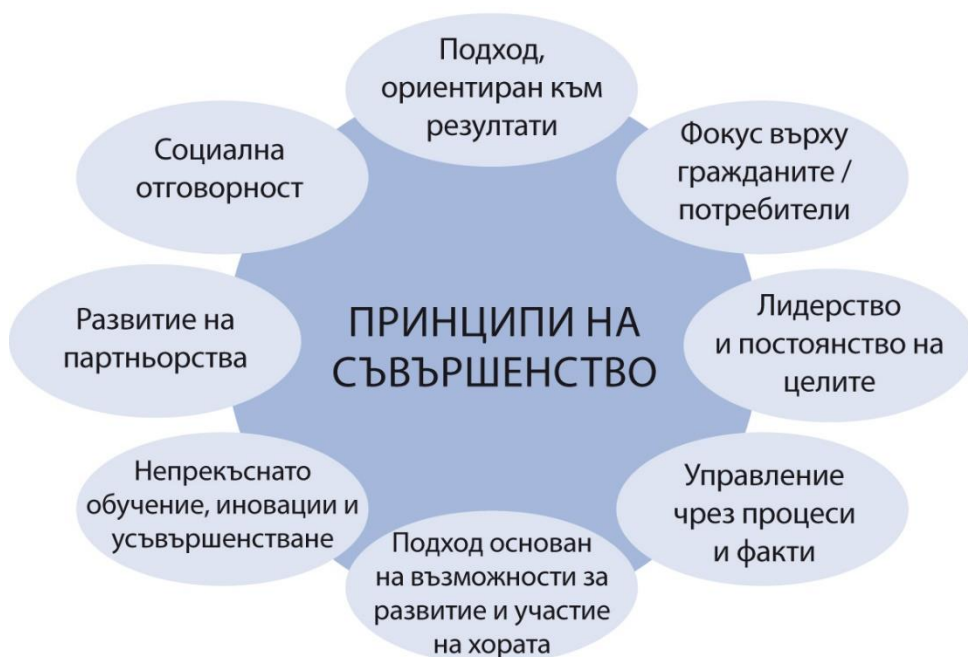 Подход,
ориентиран към
резултати
Фокус върху
гражданите /
потребители
Лидерство
и постоянство на
целите
Управление
чрез процеси
и факти
Подход основан
на възможности за
развитие и участие
на хората
Непрекъснато
обучение, иновации и
усъвършенстване
Развитие на
партньорства
Социална
отговорност
ПРИНЦИПИ НА
СЪВЪРШЕНСТВО